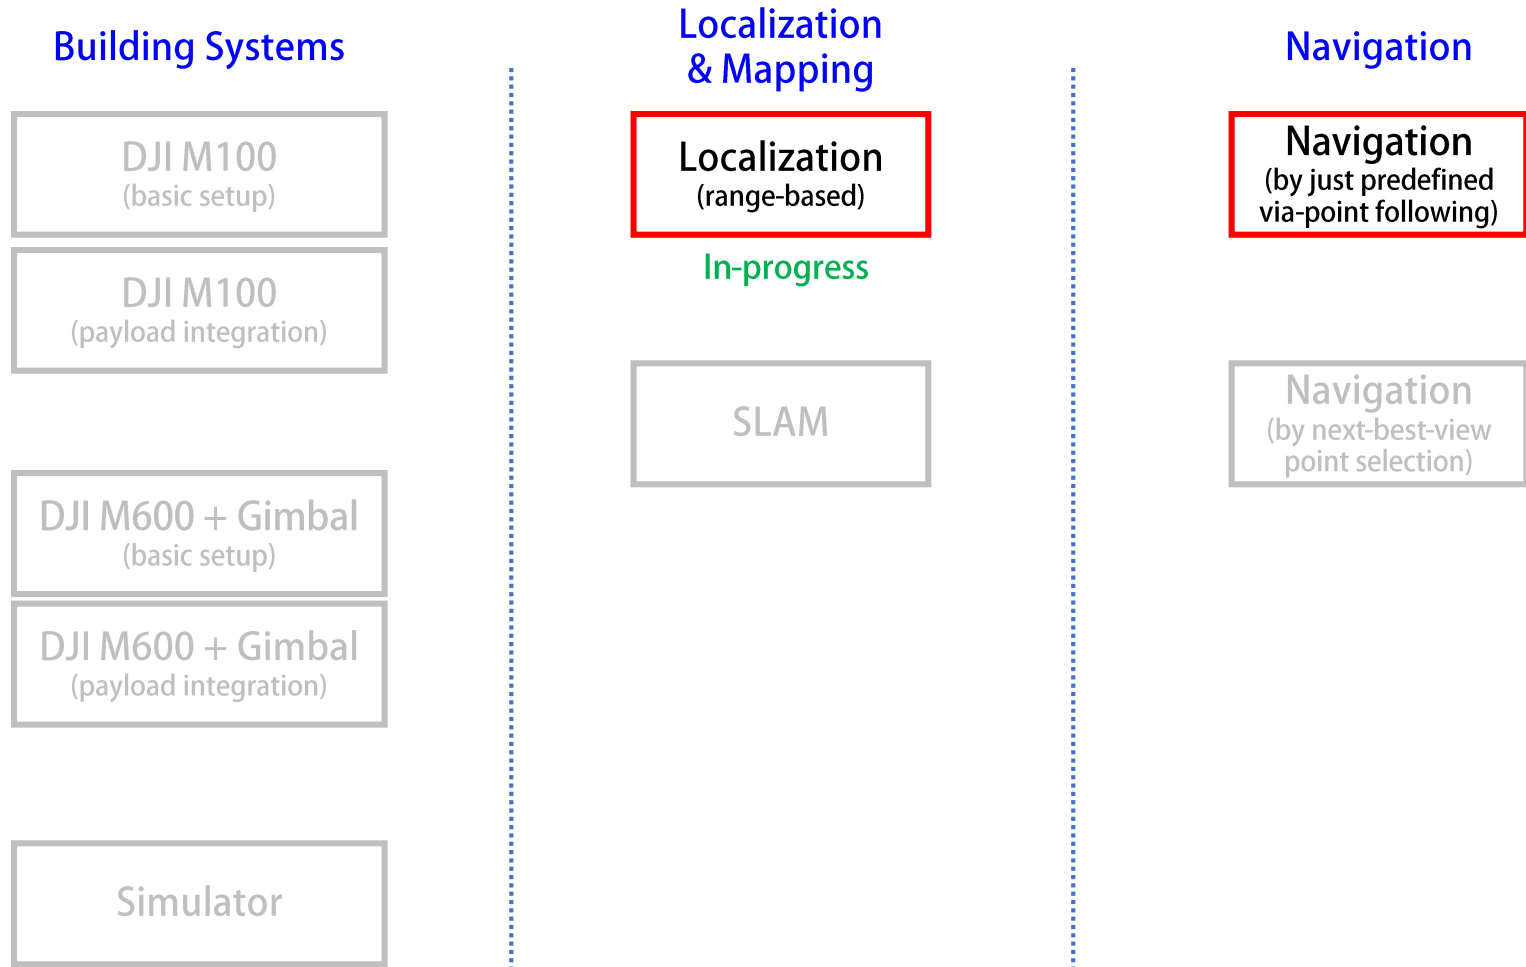 Building Systems
DJI M100
(basic setup)
DJI M100
(payload integration)
DJI M600 + Gimbal
(basic setup)
DJI M600 + Gimbal
(payload integration)
Simulator
Localization
& Mapping
Localization
(range-based)
In-progress
SLAM
Navigation
Navigation
(by just predefined
via-point following)
Navigation
(by next-best-view
point selection)